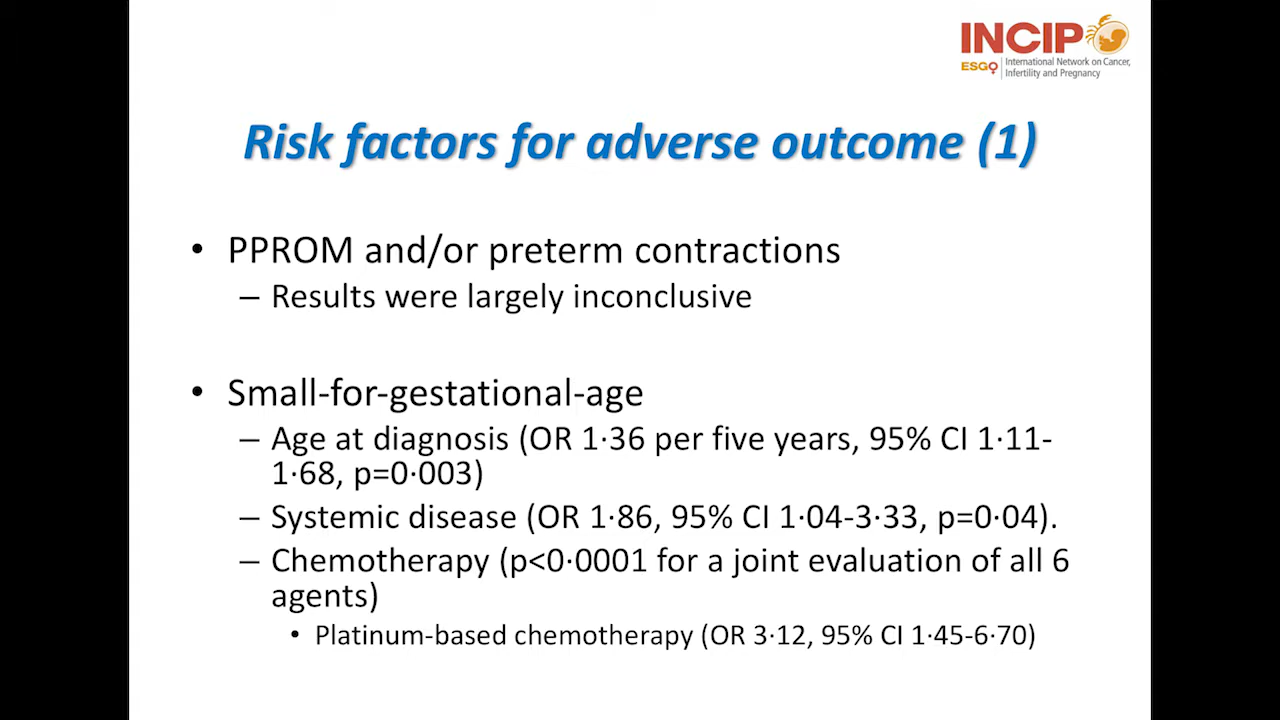 INCIP
ESGO
International Network on Cancer,
Infertility and Pregnancy
Risk factors for adverse outcome (1)
• PPROM and/or preterm contractions
– Results were largely inconclusive
• Small-for-gestational-age
– Age at diagnosis (OR 1·36 per five years, 95% CI 1·11-
1·68, p=0·003)
– Systemic disease (OR 1·86, 95% CI 1·04-3·33, p=0·04).
– Chemotherapy (p<0·0001 for a joint evaluation of all 6
agents)
• Platinum-based chemotherapy (OR 3·12, 95% CI 1·45-6·70)